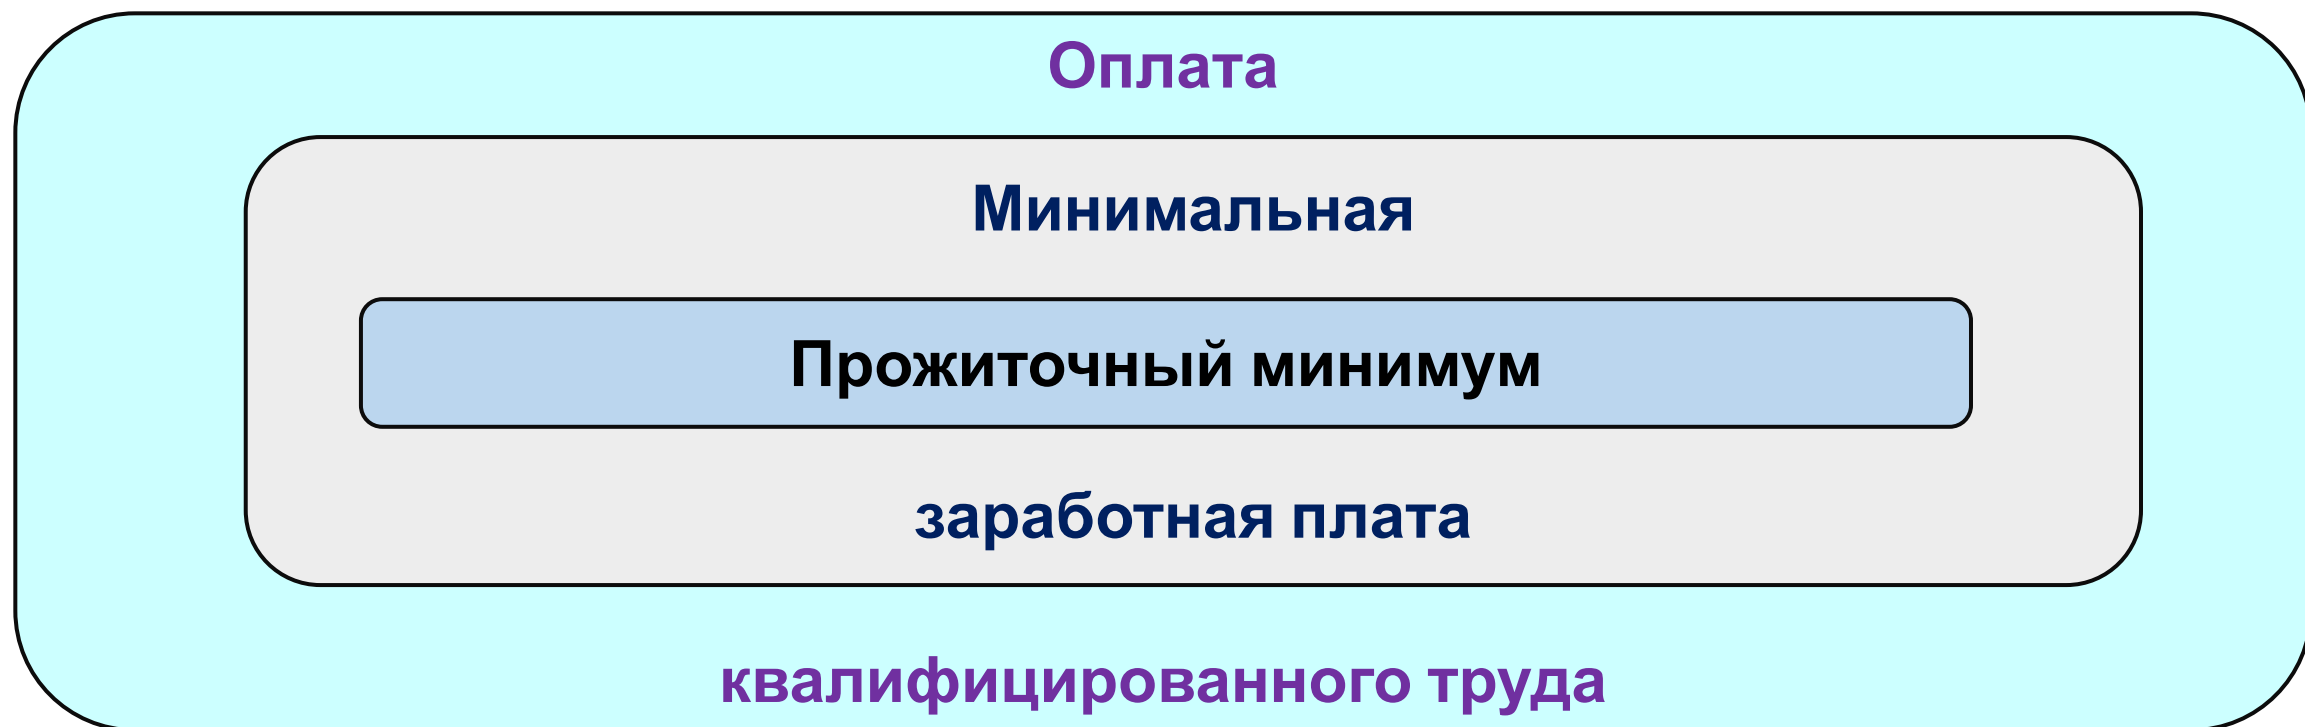 Оплата
Минимальная
Прожиточный минимум
заработная плата
квалифицированного труда